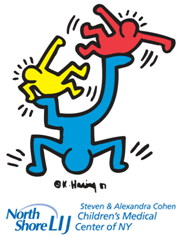 ©K. Haring 87
North
Shore LIJ
Steven & Alexandra Cohen
Children's Medical
Center of NY